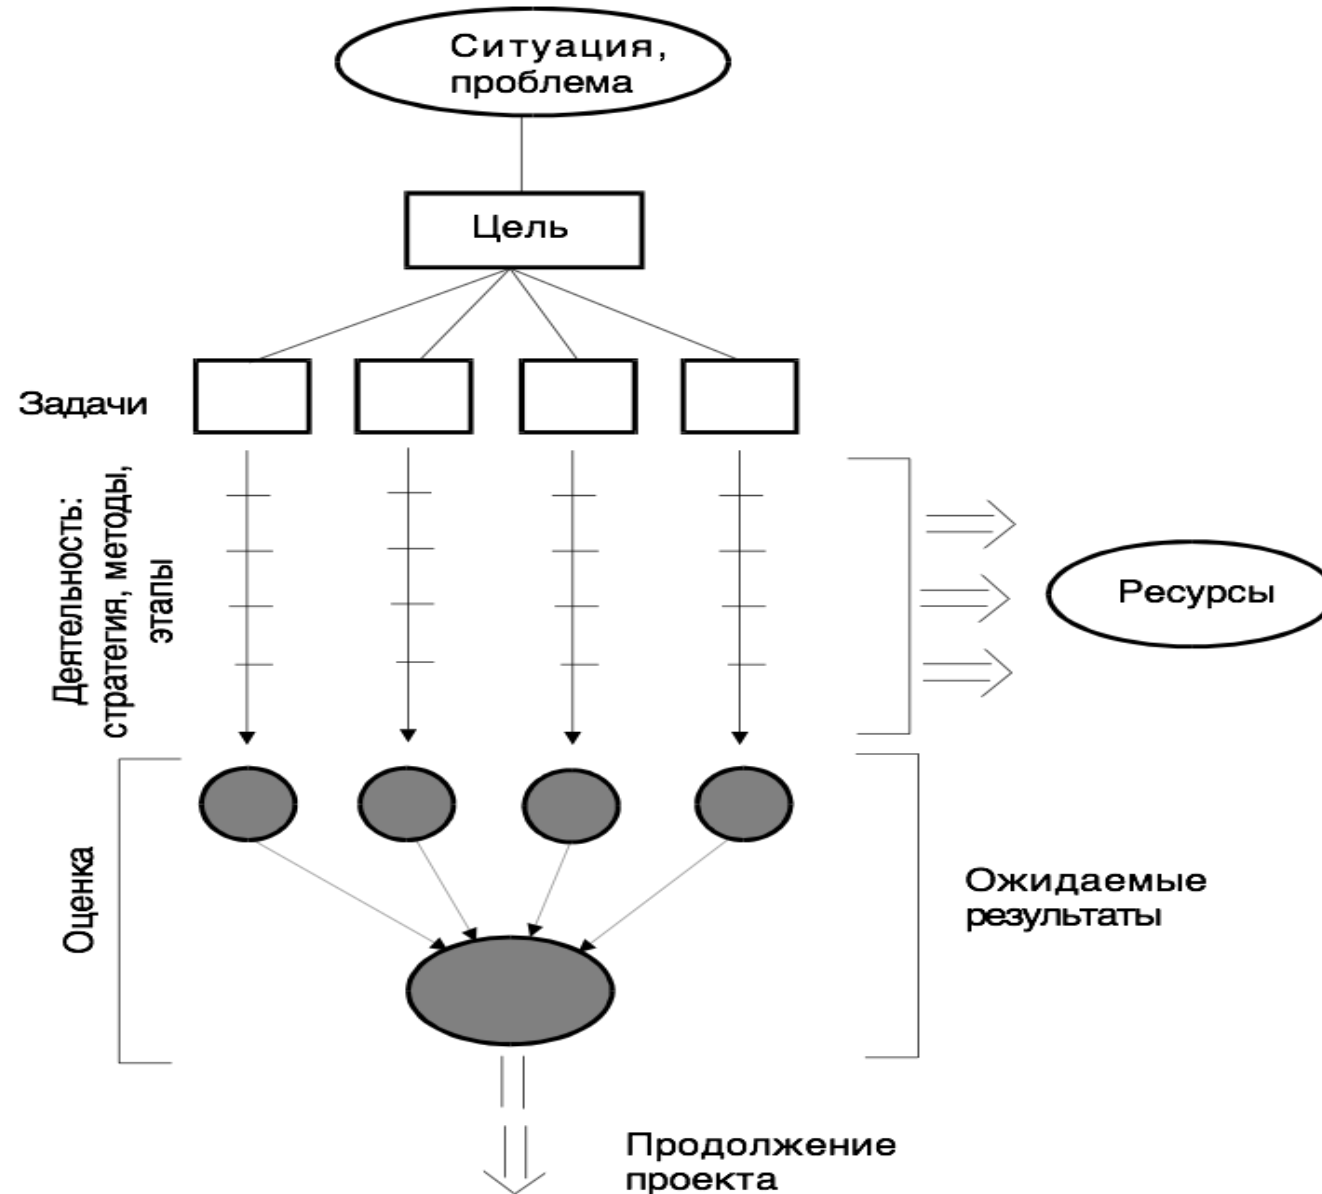 Ситуация,
проблема
Цель
Задачи
Деятельность:
стратегия, методы,
этапы
Ресурсы
Оценка
Ожидаемые
результаты
Продолжение
проекта